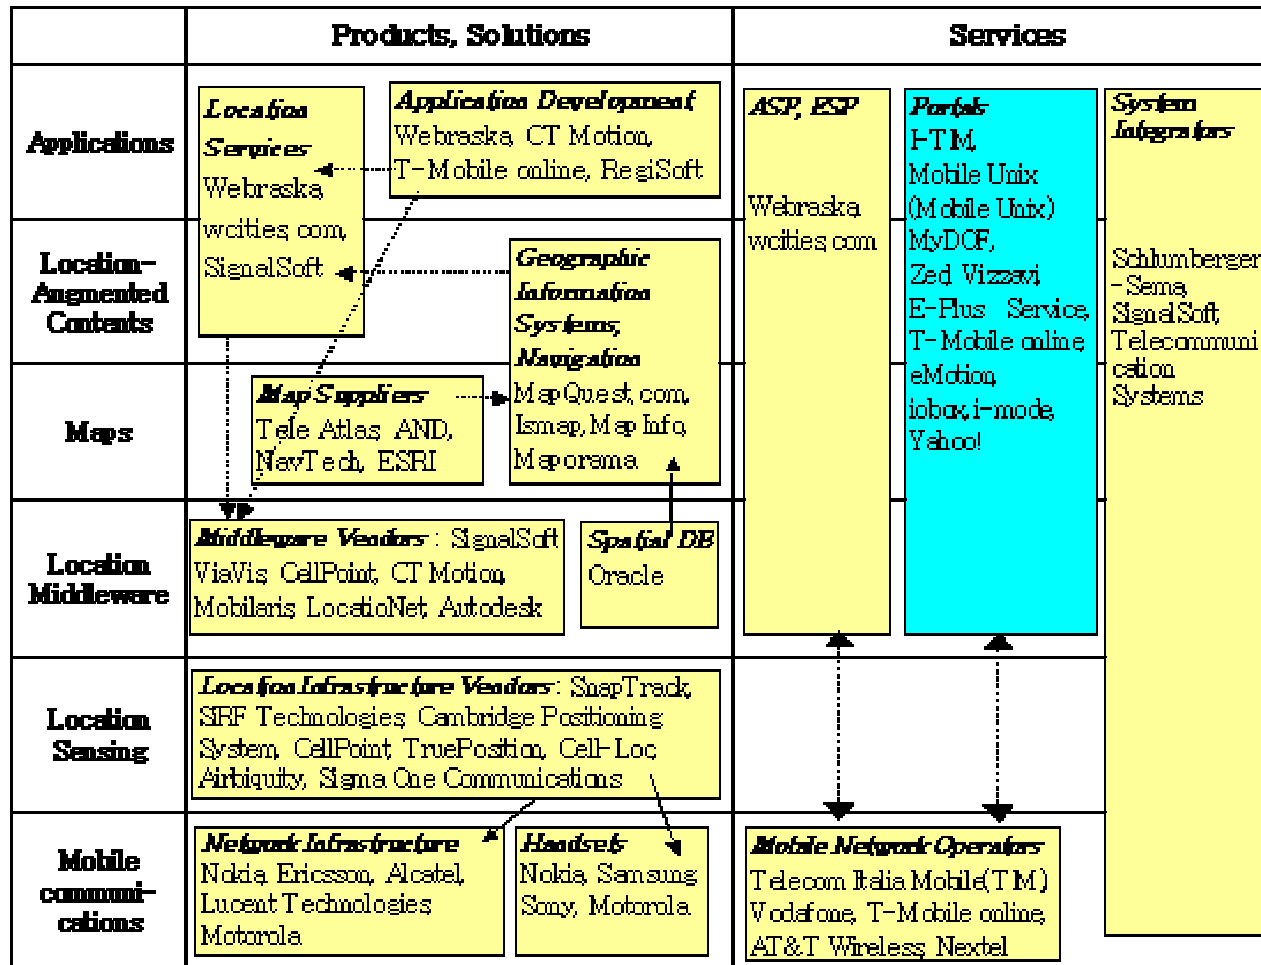 Products, Solutions
Services
Applications
Location
Services
Webraska,
wcities, com,
SignalSoft
Application Development,
Webraska, CT Motion,
T-Mobile online, RegiSoft
ASP, ESP
Webraska,
wcities, com
Portals
I-TIM,
Mobile Unix
(Mobile Unix)
MyDOF,
Zed, Vizzavi,
E-Plus Service,
T-Mobile online,
eMotion,
iobox, i-mode,
Yahoo!
System
Integrators
Schlumberger
-Sema,
SignalSoft,
Telecommuni
cation
Systems
Location-
Augmented
Contents
Geographic
Information
Systems,
Navigation
MapQuest, com,
Ismap, Map Info,
Maporama
Maps
Map Suppliers
Tele Atlas, AND,
NavTech, ESRI
Location
Middleware
Middleware Vendors : SignalSoft
ViaVis, CellPoint, CT Motion,
Mobilaris, LocatioNet, Autodesk
Spatial DB
Oracle
Location
Sensing
Location Infrastructure Vendors : SnapTrack,
SiRF Technologies, Cambridge Positioning
System, CellPoint, TruePosition, Cell-Loc,
Airbiquity, Sigma One Communications
Mobile
communi-
cations
Network Infrastructure
Nokia, Ericsson, Alcatel,
Lucent Technologies,
Motorola
Handsets
Nokia, Samsung
Sony, Motorola
Mobile Network Operators
Telecom Italia Mobile(TIM)
Vodafone, T-Mobile online,
AT&T Wireless, Nextel